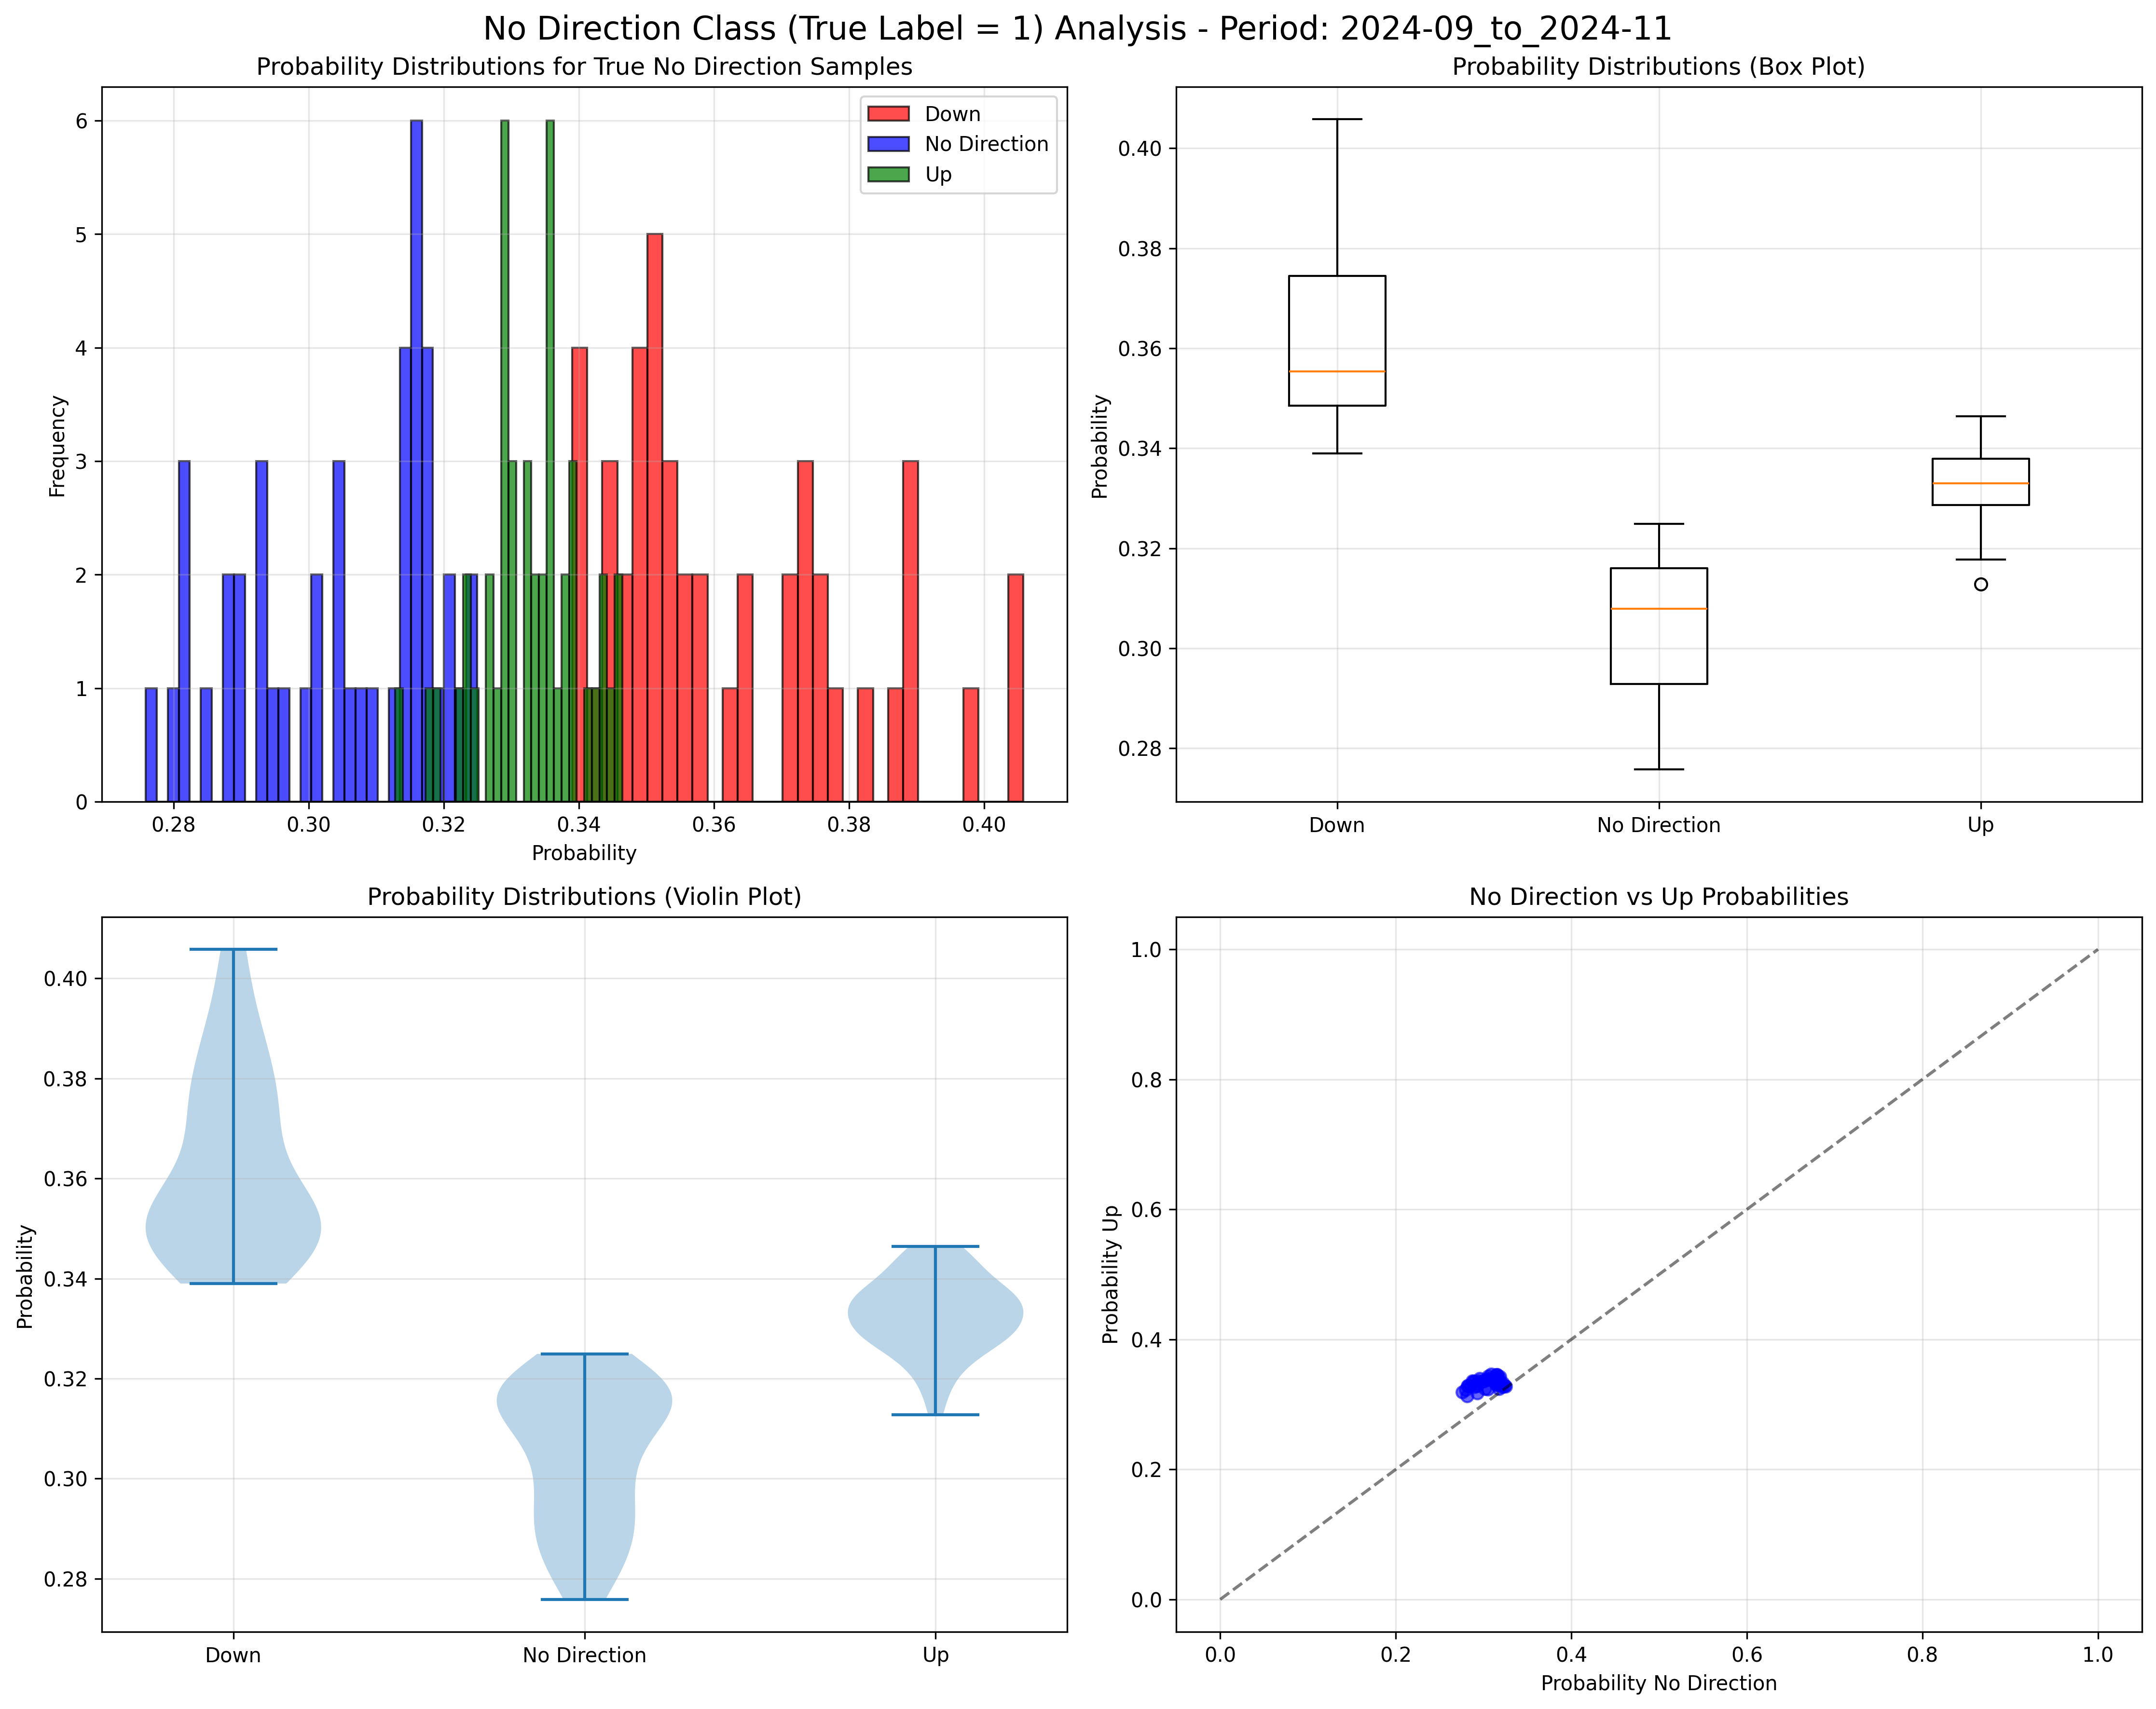 No Direction Class (True Label = 1) Analysis - Period: 2024-09_to_2024-11
Probability Distributions for True No Direction Samples
Frequency
6
5
4
3
2
1
0
0.28 0.30 0.32 0.34 0.36 0.38 0.40
Probability
Down
No Direction
Up
Probability Distributions (Box Plot)
Probability
0.40
0.38
0.36
0.34
0.32
0.30
0.28
Down No Direction Up
Probability Distributions (Violin Plot)
Probability
0.40
0.38
0.36
0.34
0.32
0.30
0.28
Down No Direction Up
No Direction vs Up Probabilities
Probability Up
1.0
0.8
0.6
0.4
0.2
0.0
0.0 0.2 0.4 0.6 0.8 1.0
Probability No Direction